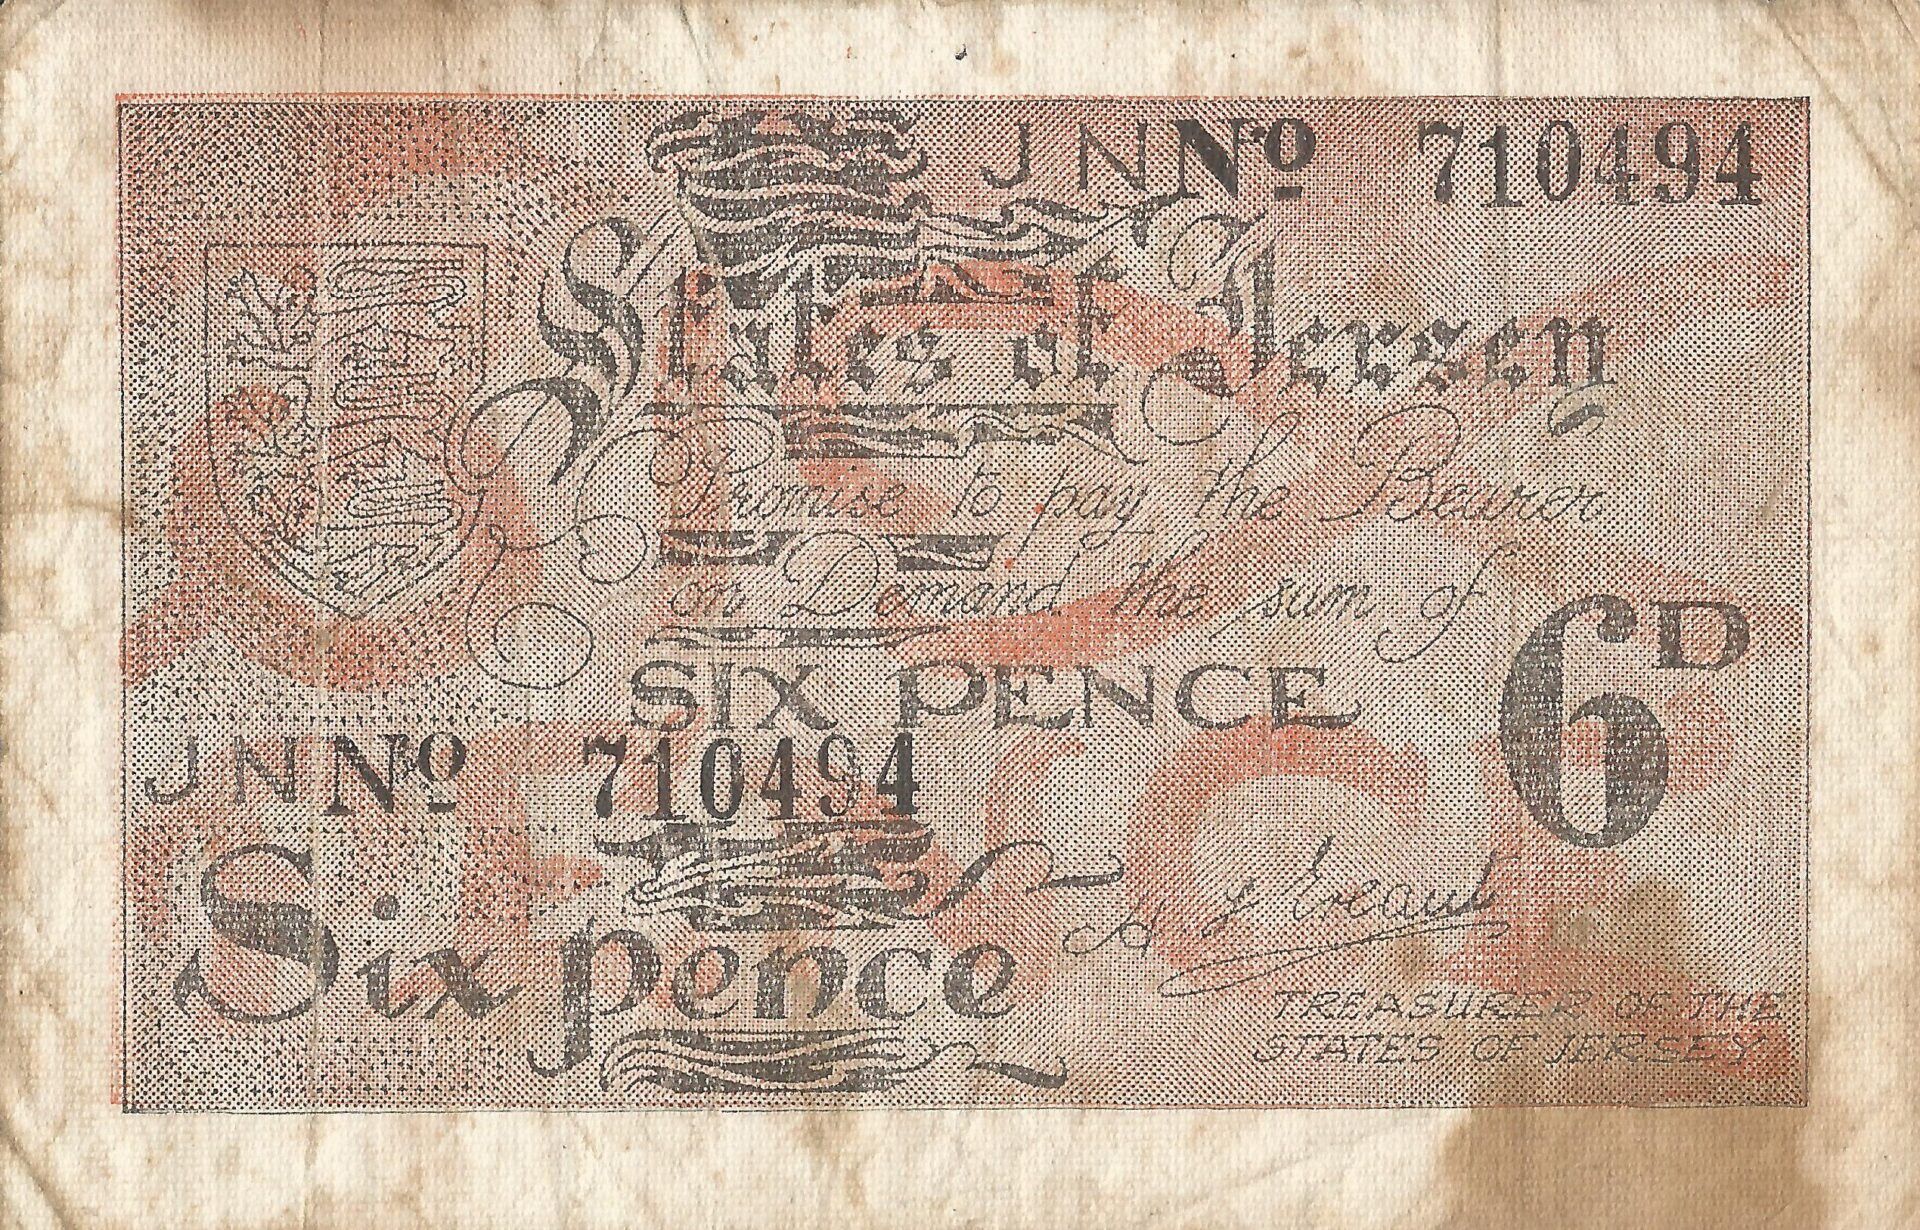 JN Nº 710494
States of Jersey
Promise to pay the Bearer
on Demand the sum of
SIX PENCE
6D
JN Nº 710494
Six pence
H F Ereaut
TREASURER OF THE
STATES OF JERSEY